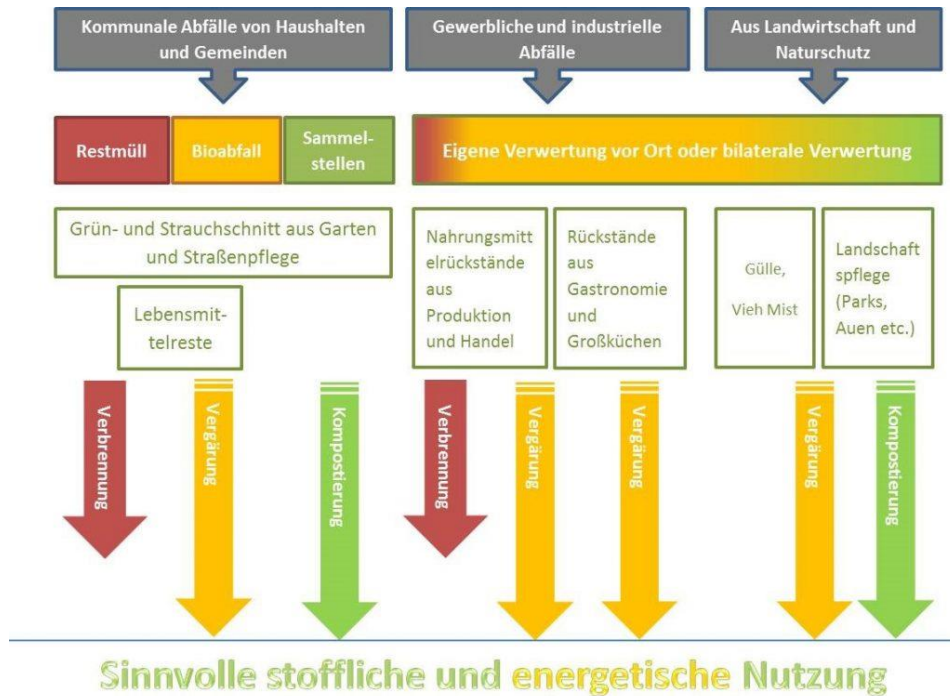 Kommunale Abfälle von Haushalten
und Gemeinden
Gewerbliche und industrielle
Abfälle
Aus Landwirtschaft und
Naturschutz
Restmüll
Bioabfall
Sammel-
stellen
Eigene Verwertung vor Ort oder bilaterale Verwertung
Grün- und Strauchschnitt aus Garten
und Straßenpflege
Lebensmit-
telreste
Nahrungsmitt
elrückstände
aus
Produktion
und Handel
Rückstände
aus
Gastronomie
und
Großküchen
Gülle,
Vieh Mist
Landschaft
spflege
(Parks,
Auen etc.)
Verbrennung
Vergärung
Kompostierung
Verbrennung
Vergärung
Vergärung
Vergärung
Kompostierung
Sinnvolle stoffliche und energetische Nutzung